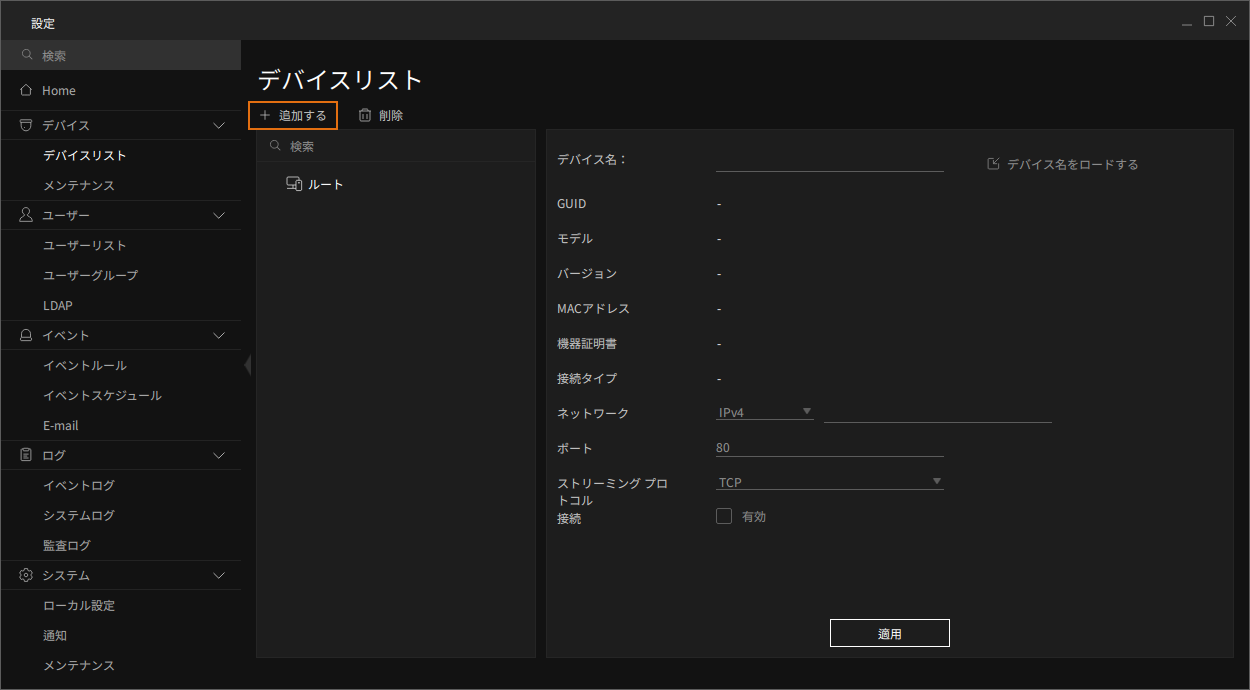 設定
検索
Home
デバイス
デバイスリスト
メンテナンス
ユーザー
ユーザーリスト
ユーザーグループ
LDAP
イベント
イベントルール
イベントスケジュール
E-mail
ログ
イベントログ
システムログ
監査ログ
システム
ローカル設定
通知
メンテナンス
デバイスリスト
追加する 削除
検索
ルート
デバイス名： デバイス名をロードする
GUID -
モデル -
バージョン -
MACアドレス -
機器証明書 -
接続タイプ -
ネットワーク IPv4
ポート 80
ストリーミング プロ TCP
トコル
接続 有効
適用